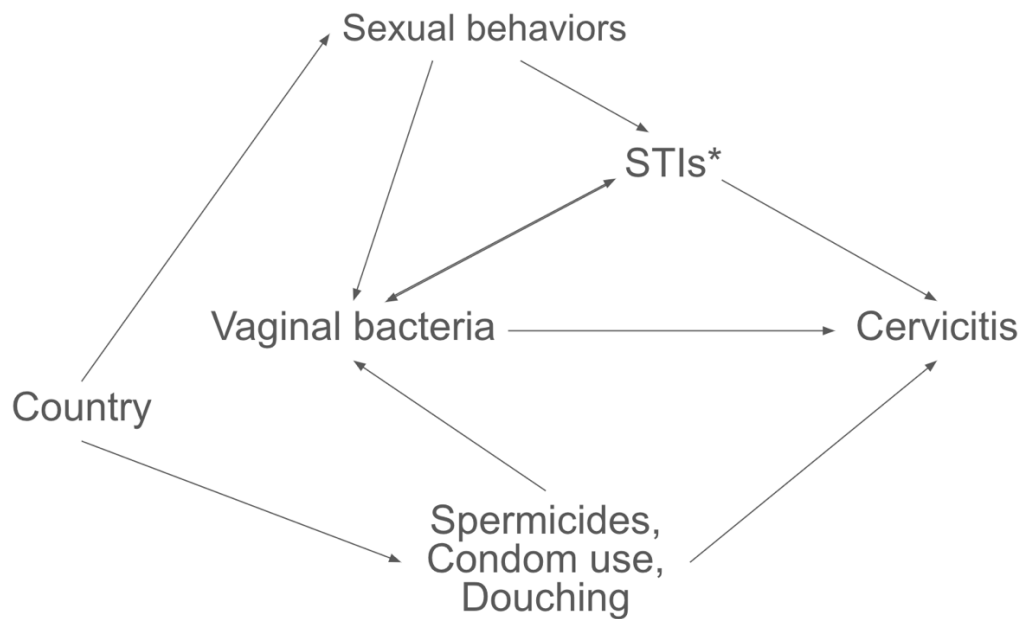 Sexual behaviors
STIs*
Vaginal bacteria
Cervicitis
Country
Spermicides,
Condom use,
Douching